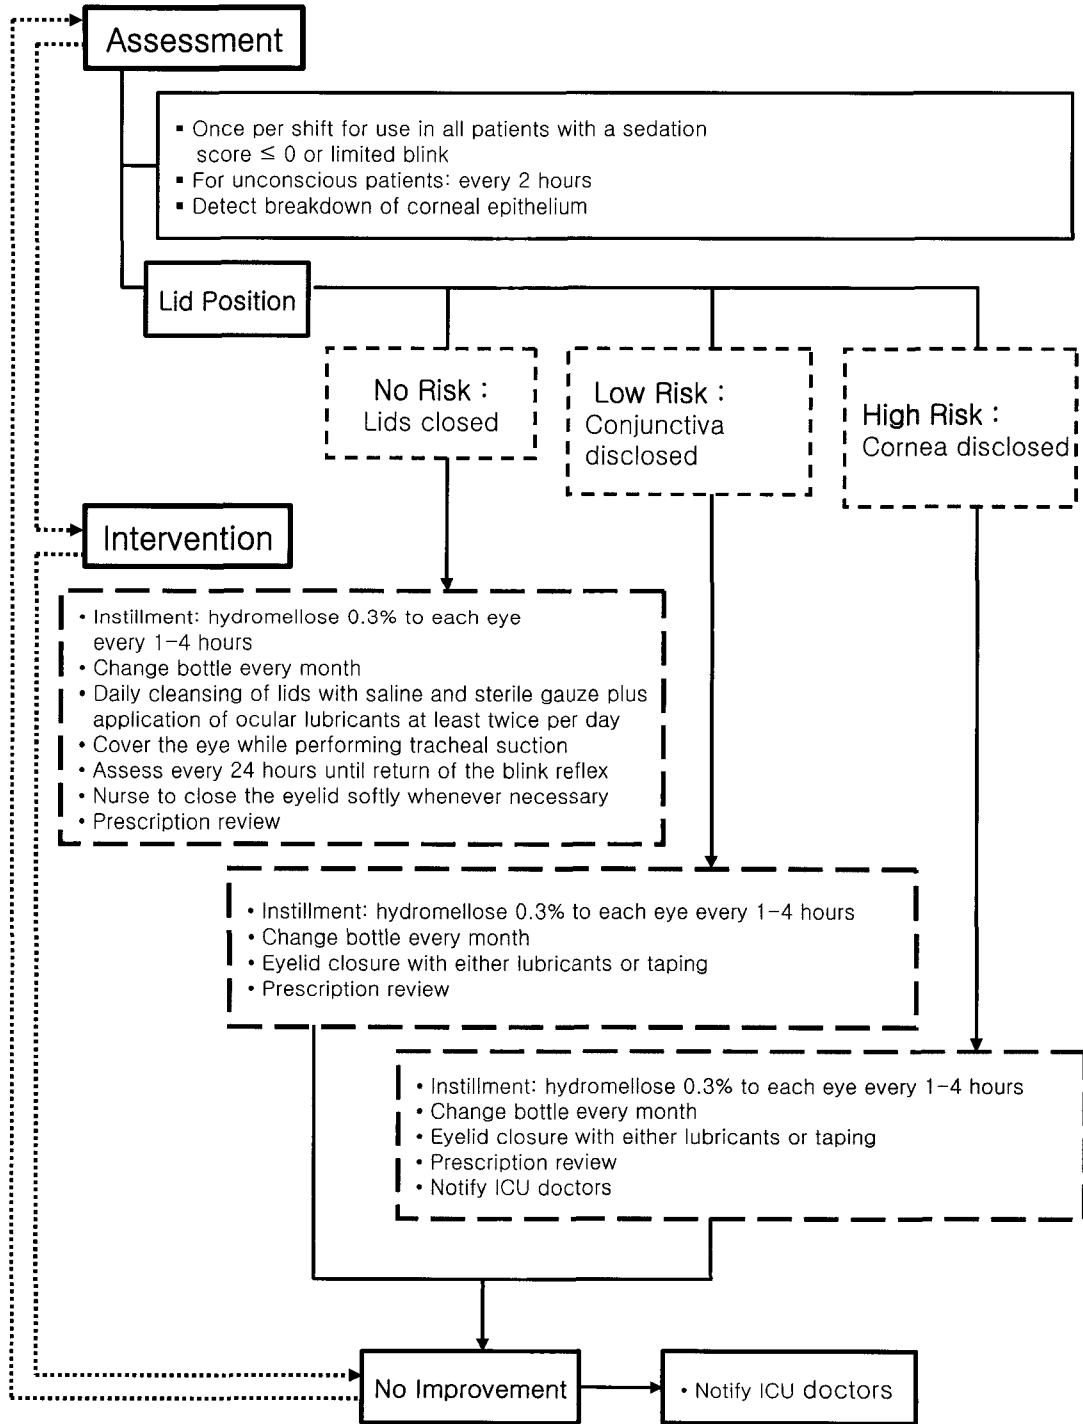 Assessment
▪ Once per shift for use in all patients with a sedation
score ≤ 0 or limited blink
▪ For unconscious patients: every 2 hours
▪ Detect breakdown of corneal epithelium
Lid Position
No Risk :
Lids closed
Low Risk :
Conjunctiva
disclosed
High Risk :
Cornea disclosed
Intervention
• Instillment: hydromellose 0.3% to each eye
every 1-4 hours
• Change bottle every month
• Daily cleansing of lids with saline and sterile gauze plus
application of ocular lubricants at least twice per day
• Cover the eye while performing tracheal suction
• Assess every 24 hours until return of the blink reflex
• Nurse to close the eyelid softly whenever necessary
• Prescription review
• Instillment: hydromellose 0.3% to each eye every 1-4 hours
• Change bottle every month
• Eyelid closure with either lubricants or taping
• Prescription review
• Instillment: hydromellose 0.3% to each eye every 1-4 hours
• Change bottle every month
• Eyelid closure with either lubricants or taping
• Prescription review
• Notify ICU doctors
No Improvement
• Notify ICU doctors